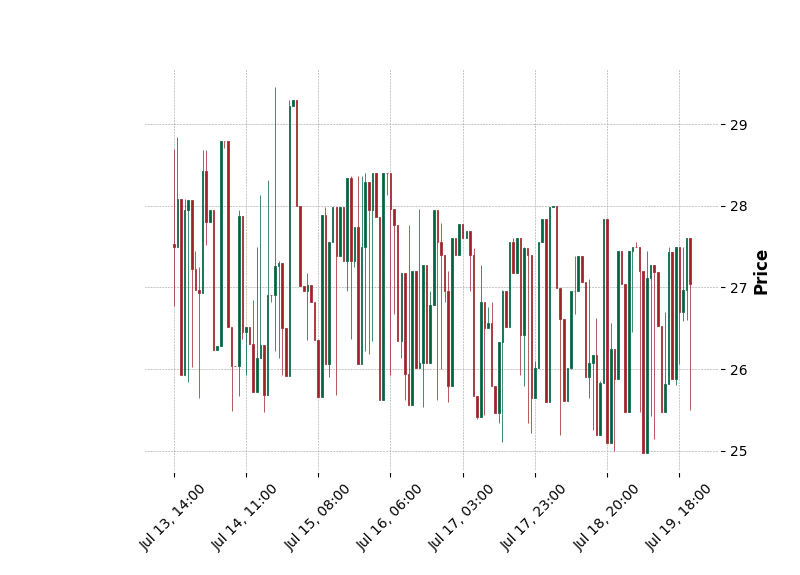 29
28
27
26
25
Price
Jul 13, 14:00
Jul 14, 11:00
Jul 15, 08:00
Jul 16, 06:00
Jul 17, 03:00
Jul 17, 23:00
Jul 18, 20:00
Jul 19, 18:00